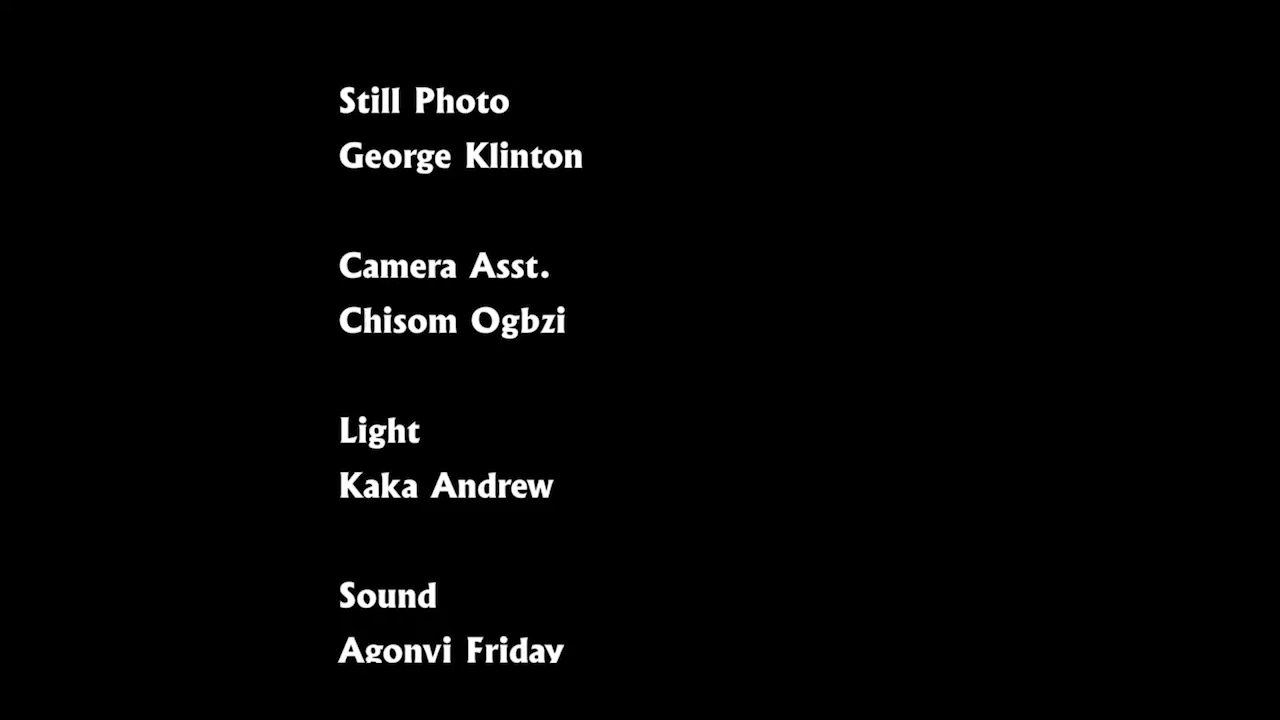 Still Photo
George Klinton
Camera Asst.
Chisom Ogbzi
Light
Kaka Andrew
Sound
Agonvi Friday